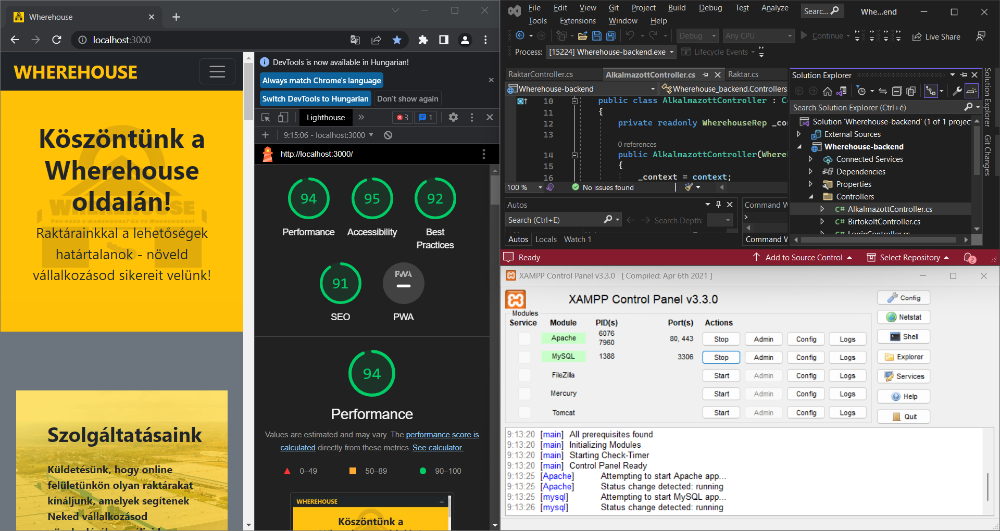 Wherehouse
localhost:3000
WHEREHOUSE
Köszöntünk a
Wherehouse
oldalán!
WHEREHOUSE
YOU NEED A WAREHOUSE? GO TO WHEREHOUSE!
Raktárainkkal a lehetőségek
határtalanok - növeld
vállalkozásod sikereit velünk!
Szolgáltatásaink
Küldetésünk, hogy online
felületünkön olyan raktárakat
kínáljunk, amelyek segítenek
Neked vállalkozásod
DevTools is now available in Hungarian!
Always match Chrome's language
Switch DevTools to Hungarian
Don't show again
Lighthouse
3
1
9:15:06 - localhost:3000
http://localhost:3000/
94
95
92
Performance
Accessibility
Best
Practices
91
PWA
SEO
PWA
94
Performance
Values are estimated and may vary. The performance score is
calculated directly from these metrics. See calculator.
0–49
50–89
90–100
WHEREHOUSE
Köszöntünk a
File Edit View Git Project Build Debug Test Analyze
Tools Extensions Window Help
Searc...
Whe...end
Debug
Any CPU
Continue
Live Share
Process: [15224] Wherehouse-backend.exe
Lifecycle Events
RaktarController.cs
AlkalmazottController.cs
Raktar.cs
Wherehouse-backend
Wherehouse_backend.Controllers
10 public class AlkalmazottController : Co
11 {
12 private readonly WherehouseRep _co
13
0 references
14 public AlkalmazottController(Where
15 {
16 _context = context;
100 %
No issues found
Autos
Search (Ctrl+E)
Search Depth:
Autos Locals Watch 1
Command W
>
Command W
Solution Explorer
Search Solution Explorer (Ctrl+é)
Solution 'Wherehouse-backend' (1 of 1 project
External Sources
Wherehouse-backend
Connected Services
Dependencies
Properties
Controllers
C# AlkalmazottController.cs
C# BirtokoltController.cs
C# LoginController.cs
Solution Explorer
Git Changes
Ready
Add to Source Control
Select Repository
2
XAMPP Control Panel v3.3.0 [ Compiled: Apr 6th 2021 ]
XAMPP Control Panel v3.3.0
Modules
Service Module PID(s) Port(s) Actions
Apache 6076
7960 80, 443 Stop Admin Config Logs
MySQL 1388 3306 Stop Admin Config Logs
FileZilla Start Admin Config Logs
Mercury Start Admin Config Logs
Tomcat Start Admin Config Logs
Config
Netstat
Shell
Explorer
Services
Help
Quit
9:13:20 [main] All prerequisites found
9:13:20 [main] Initializing Modules
9:13:20 [main] Starting Check-Timer
9:13:20 [main] Control Panel Ready
9:13:25 [Apache] Attempting to start Apache app...
9:13:25 [Apache] Status change detected: running
9:13:25 [mysql] Attempting to start MySQL app...
9:13:26 [mysql] Status change detected: running